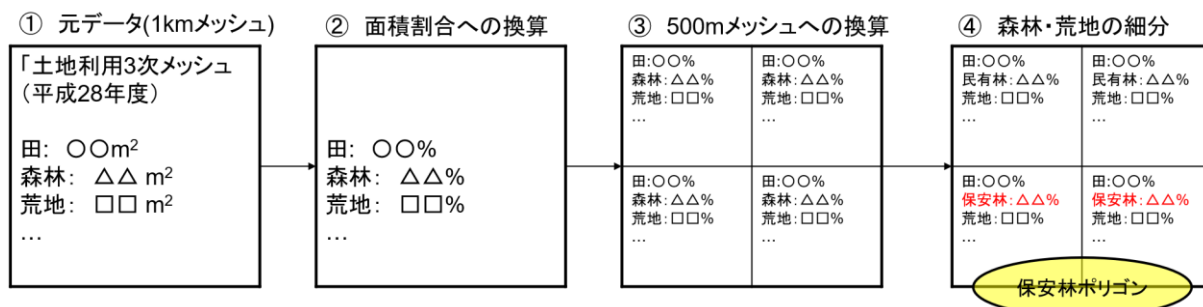 ① 元データ(1kmメッシュ)
「土地利用3次メッシュ
（平成28年度）
田: 〇〇m²
森林: △△ m²
荒地: □□ m²
…
② 面積割合への換算
田: 〇〇%
森林: △△%
荒地: □□%
…
③ 500mメッシュへの換算
田:〇〇%
森林:△△%
荒地:□□%
…
田:〇〇%
森林:△△%
荒地:□□%
…
田:〇〇%
森林:△△%
荒地:□□%
…
田:〇〇%
森林:△△%
荒地:□□%
…
④ 森林・荒地の細分
田:〇〇%
民有林:△△%
荒地:□□%
…
田:〇〇%
民有林:△△%
荒地:□□%
…
田:〇〇%
保安林:△△%
荒地:□□%
…
田:〇〇%
保安林:△△%
荒地:□□%
…
保安林ポリゴン